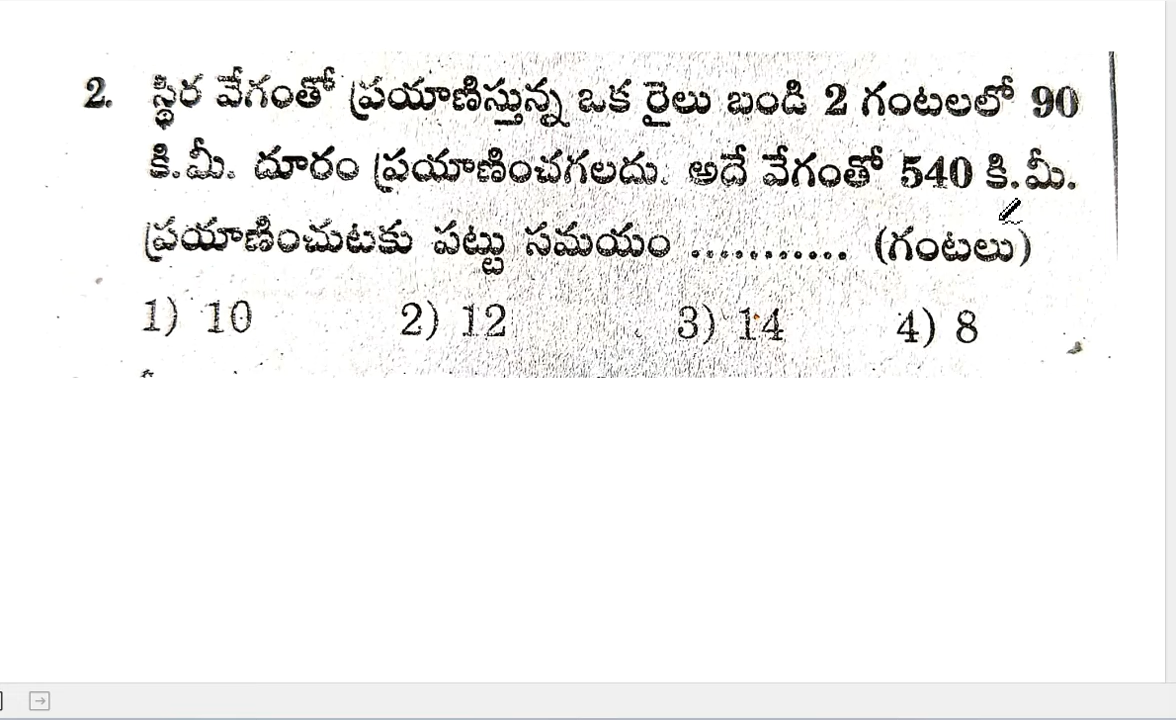 2. స్థిర వేగంతో ప్రయాణిస్తున్న ఒక రైలు బండి 2 గంటలలో 90
కి.మీ. దూరం ప్రయాణించగలదు. అదే వేగంతో 540 కి.మీ.
ప్రయాణించుటకు పట్టు సమయం ........... (గంటలు)
1) 10 2) 12 3) 14 4) 8